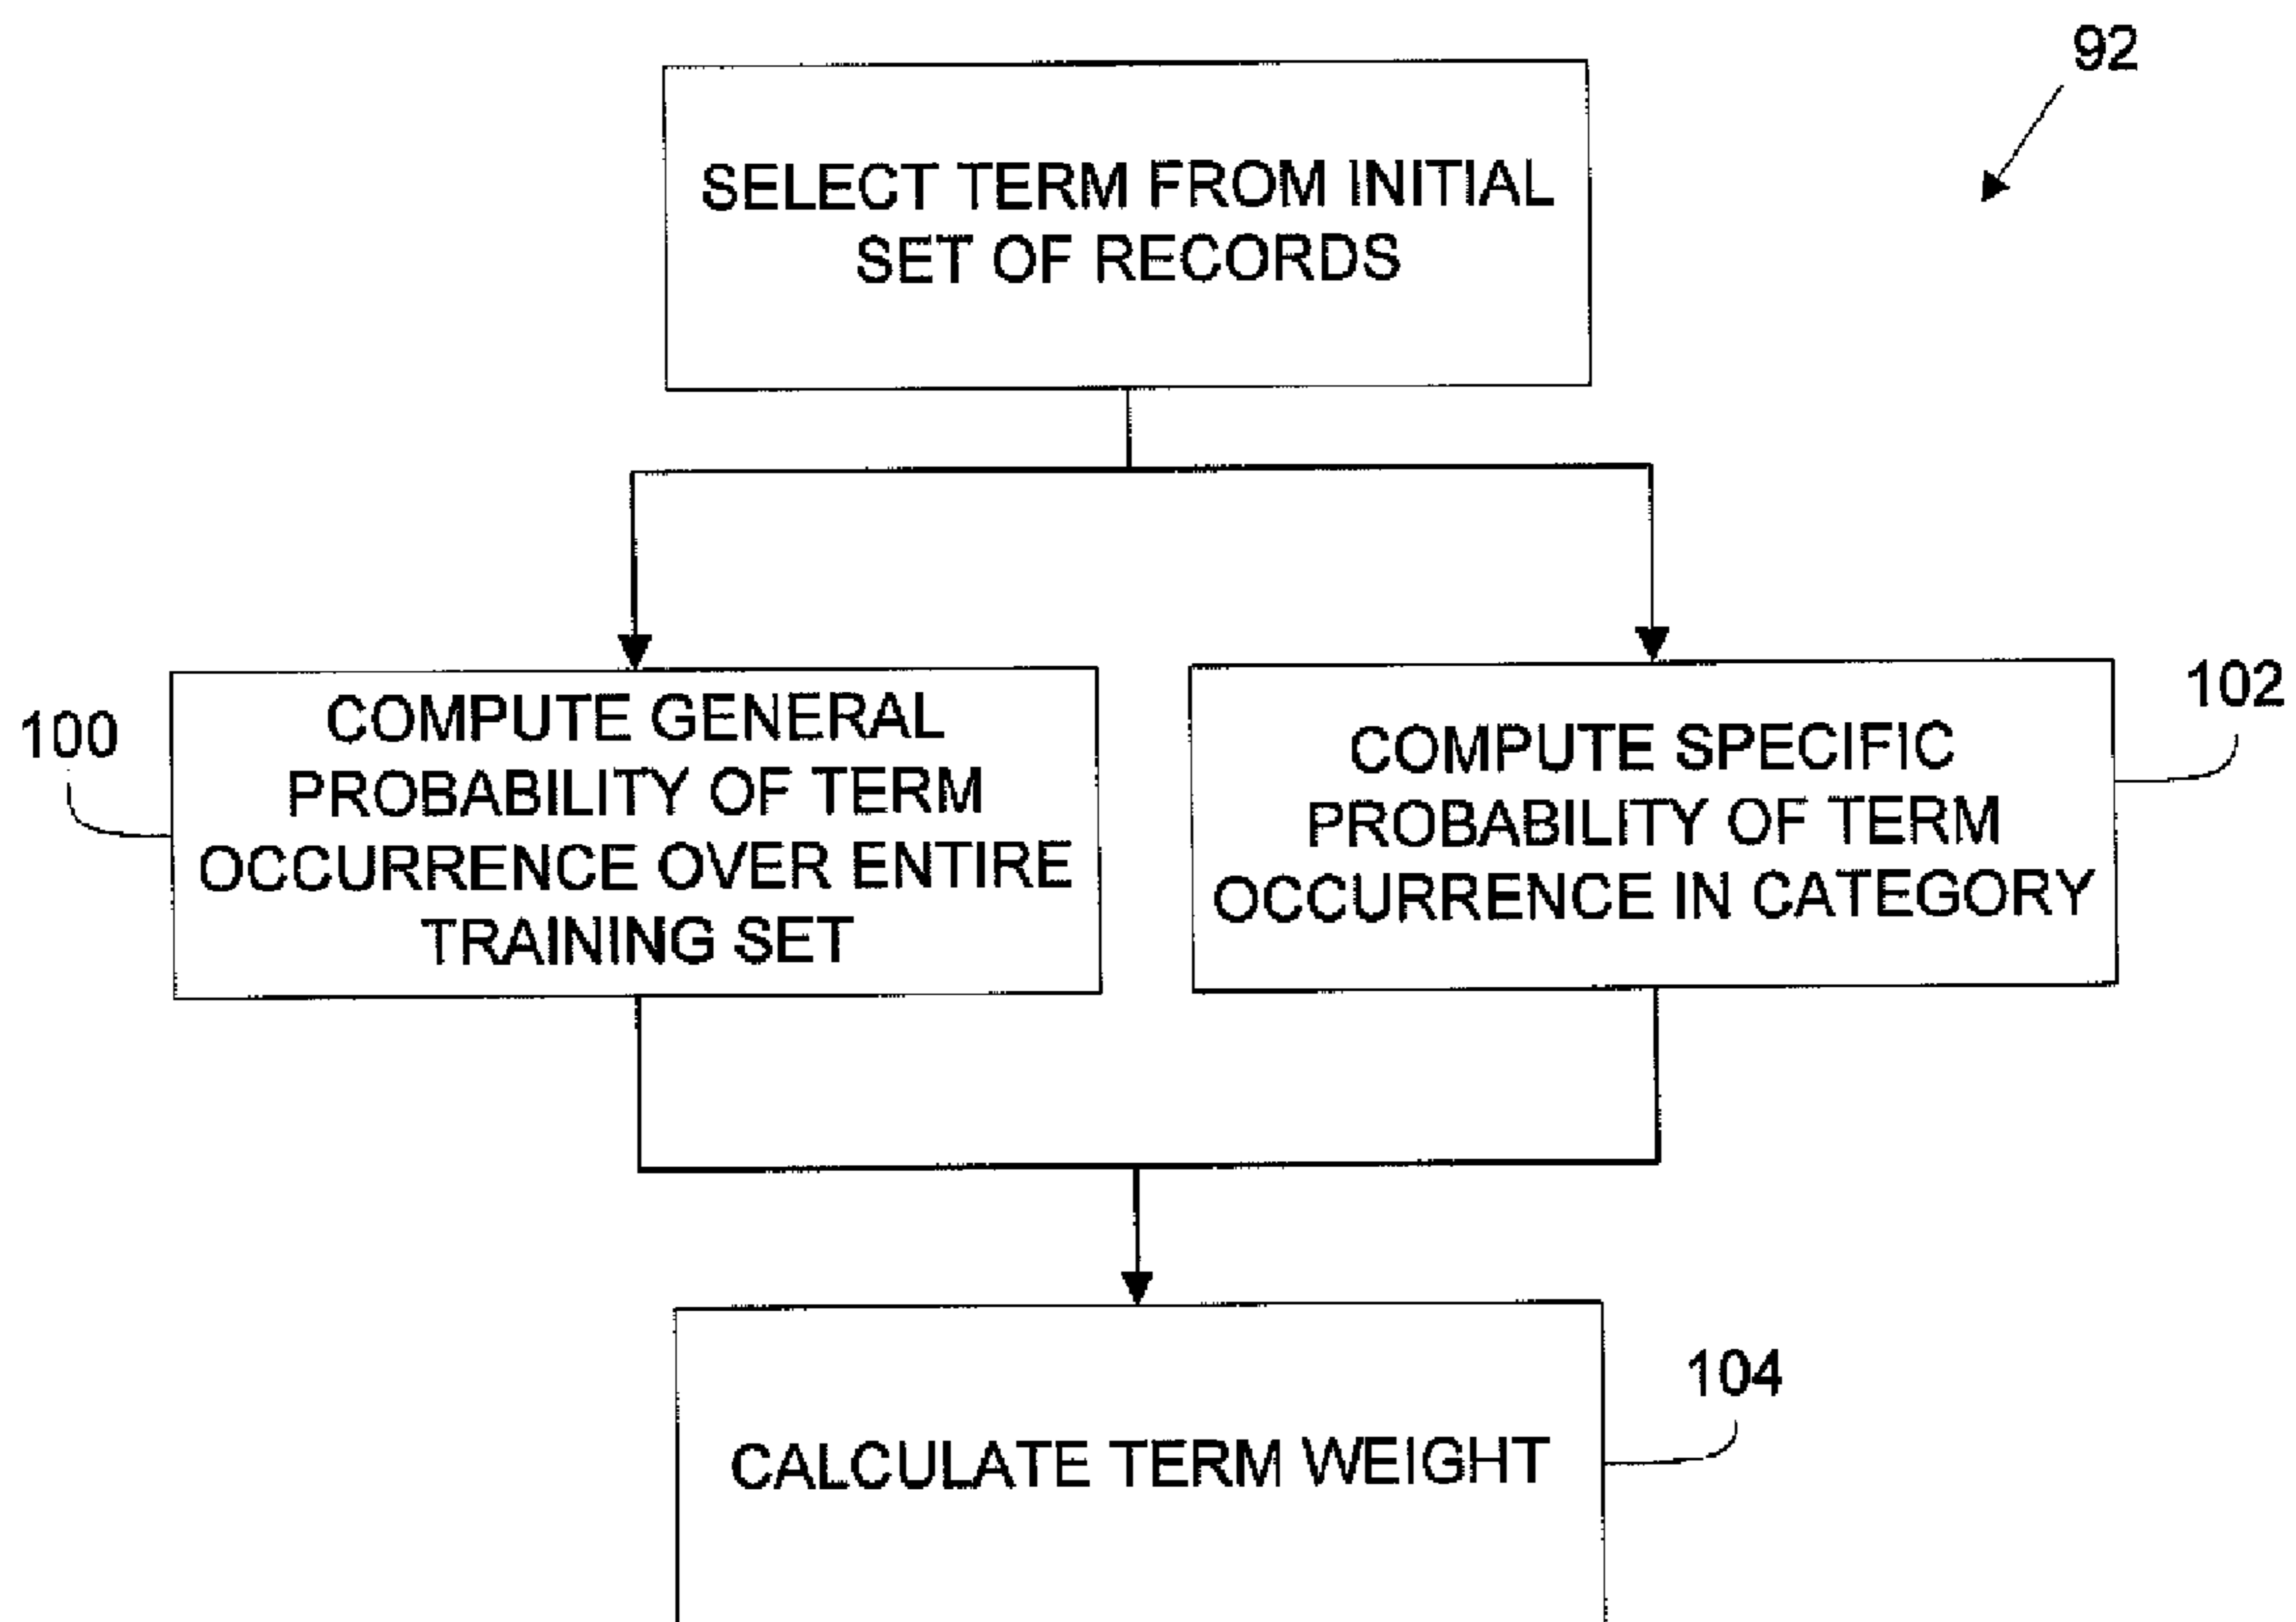 92
SELECT TERM FROM INITIAL
SET OF RECORDS
100
COMPUTE GENERAL
PROBABILITY OF TERM
OCCURRENCE OVER ENTIRE
TRAINING SET
102
COMPUTE SPECIFIC
PROBABILITY OF TERM
OCCURRENCE IN CATEGORY
104
CALCULATE TERM WEIGHT